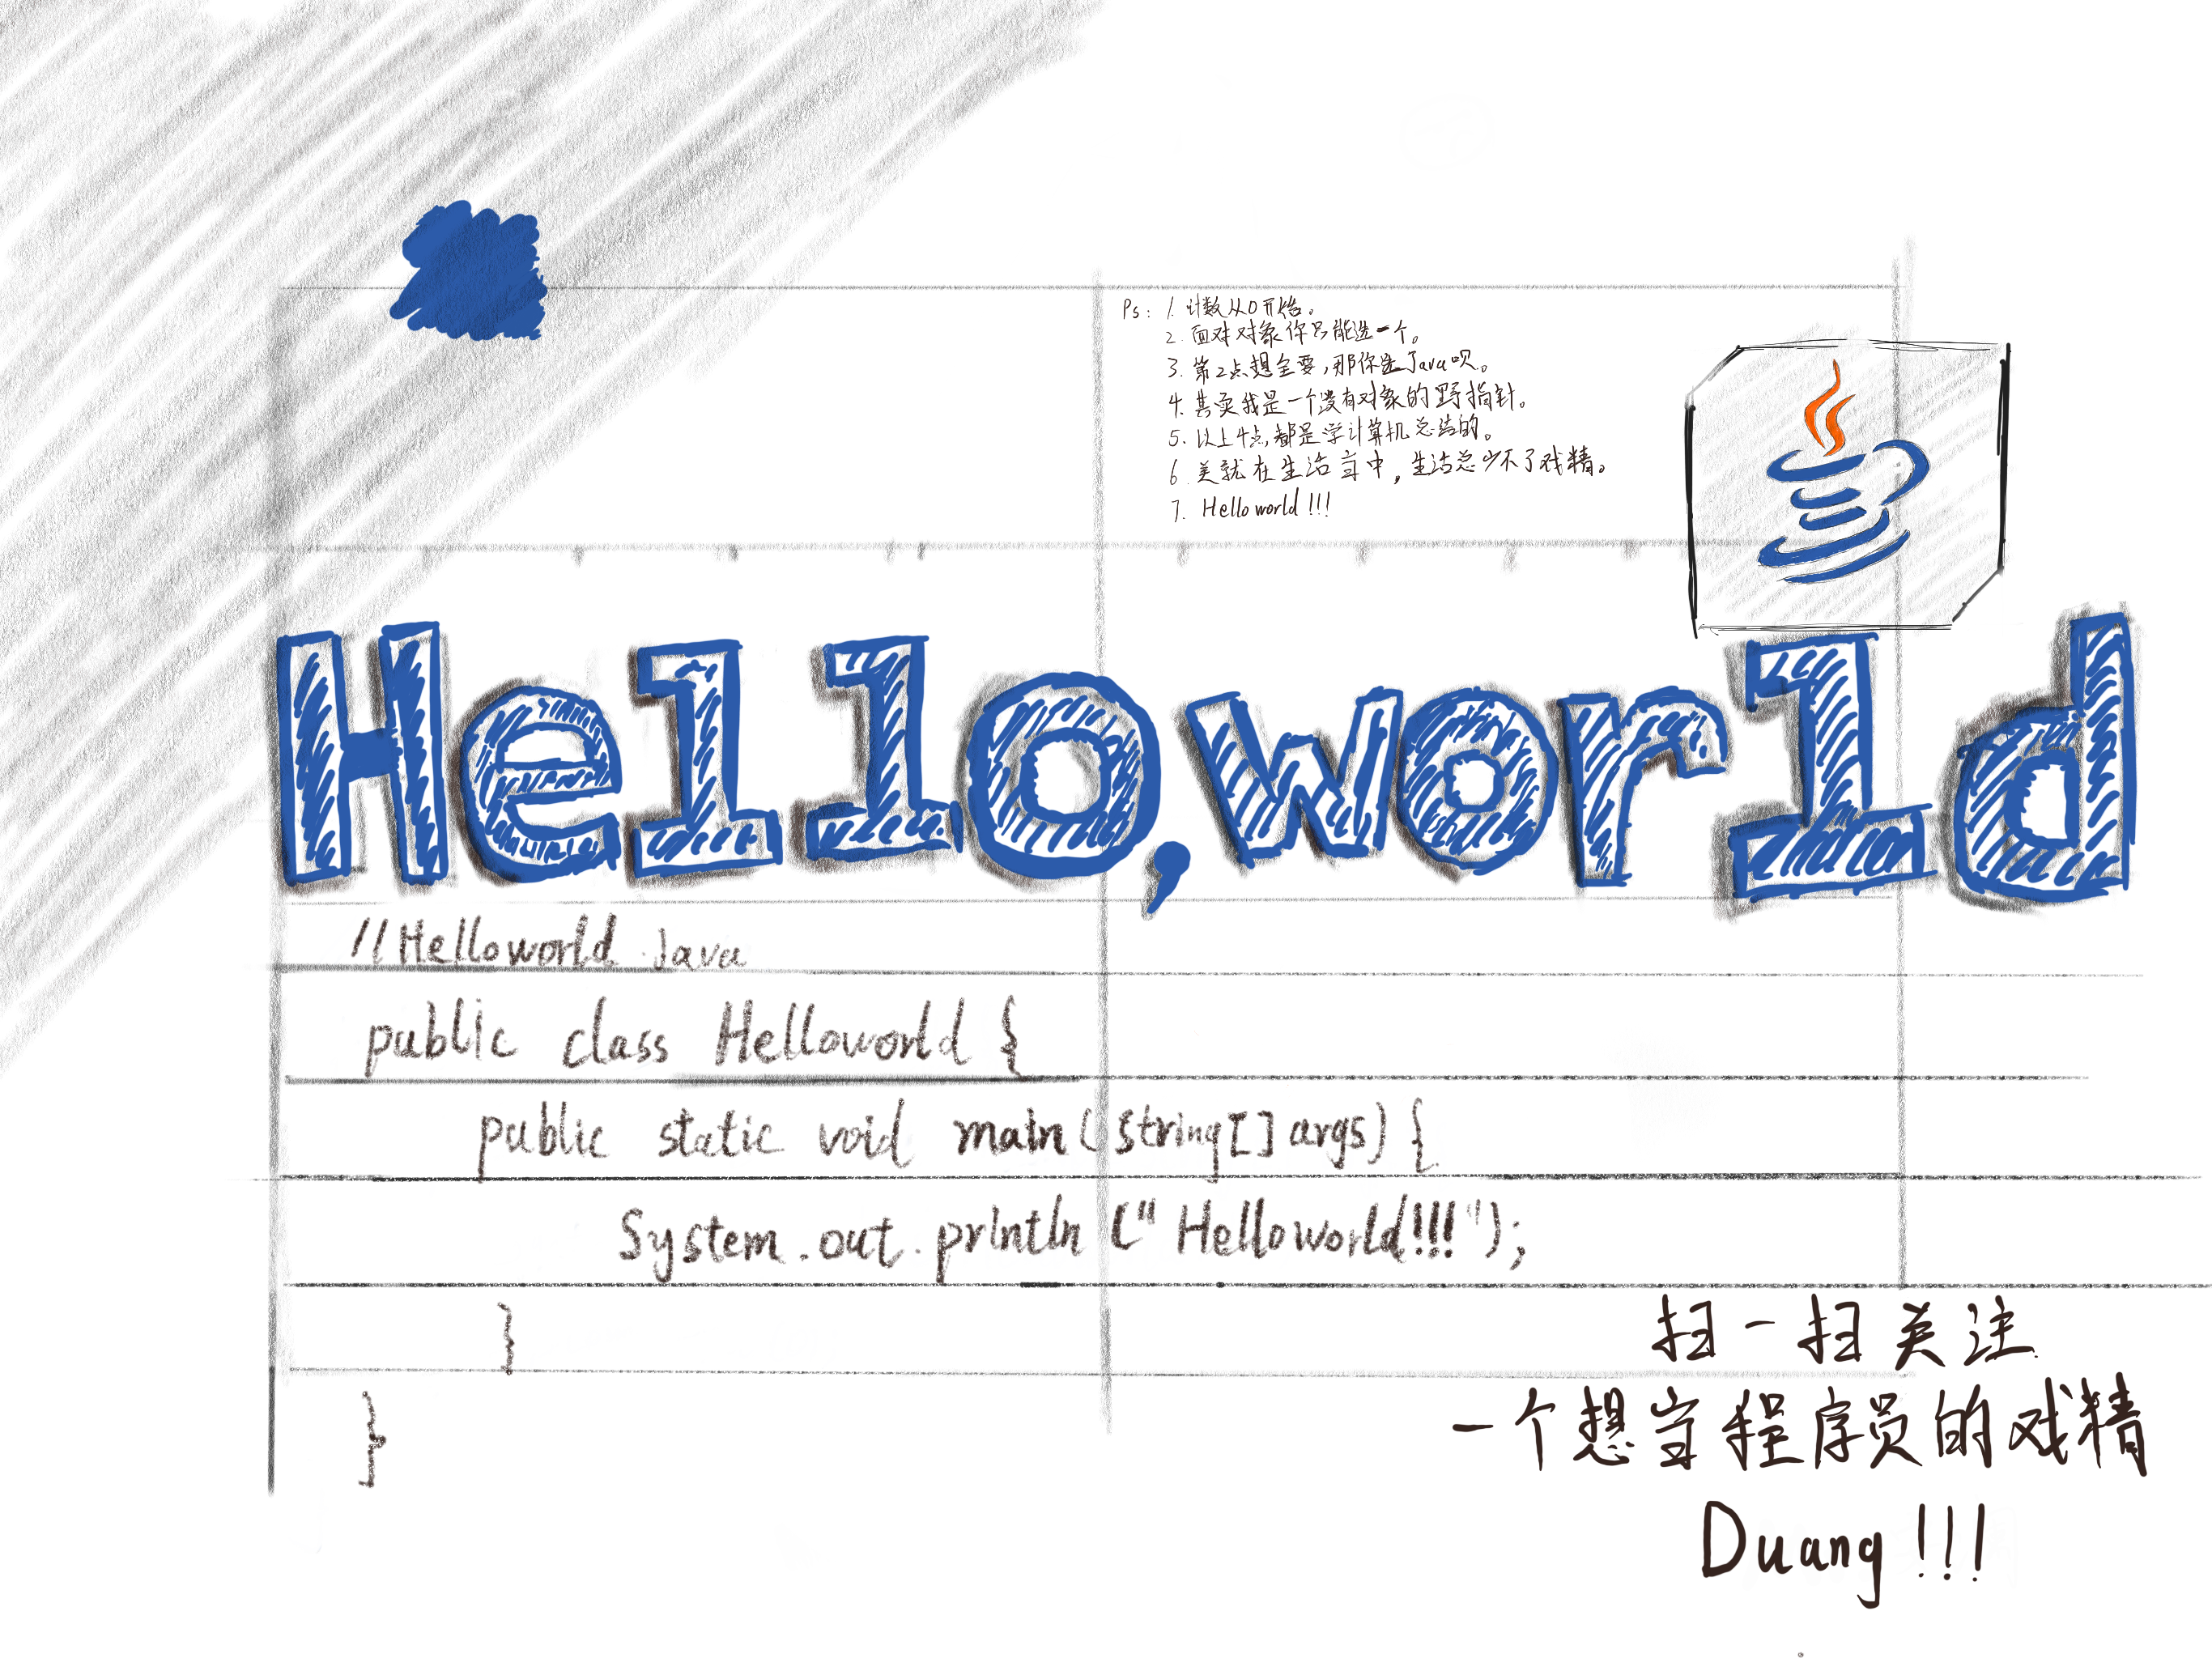 Ps: 1. 计数从0开始。
2. 面对对象你只能选一个。
3. 第2点想全要，那你选Java呗。
4. 其实我是一个没有对象的野指针。
5. 以上4点，都是学计算机总结的。
6. 美就在生活当中，生活总少不了戏精。
7. Hello world!!!
Hello,world
//Helloworld.Java
public class Helloworld {
public static void main(String[] args) {
System.out.println("Helloworld!!!");
}
}
扫一扫关注
一个想当程序员的戏精
Duang!!!